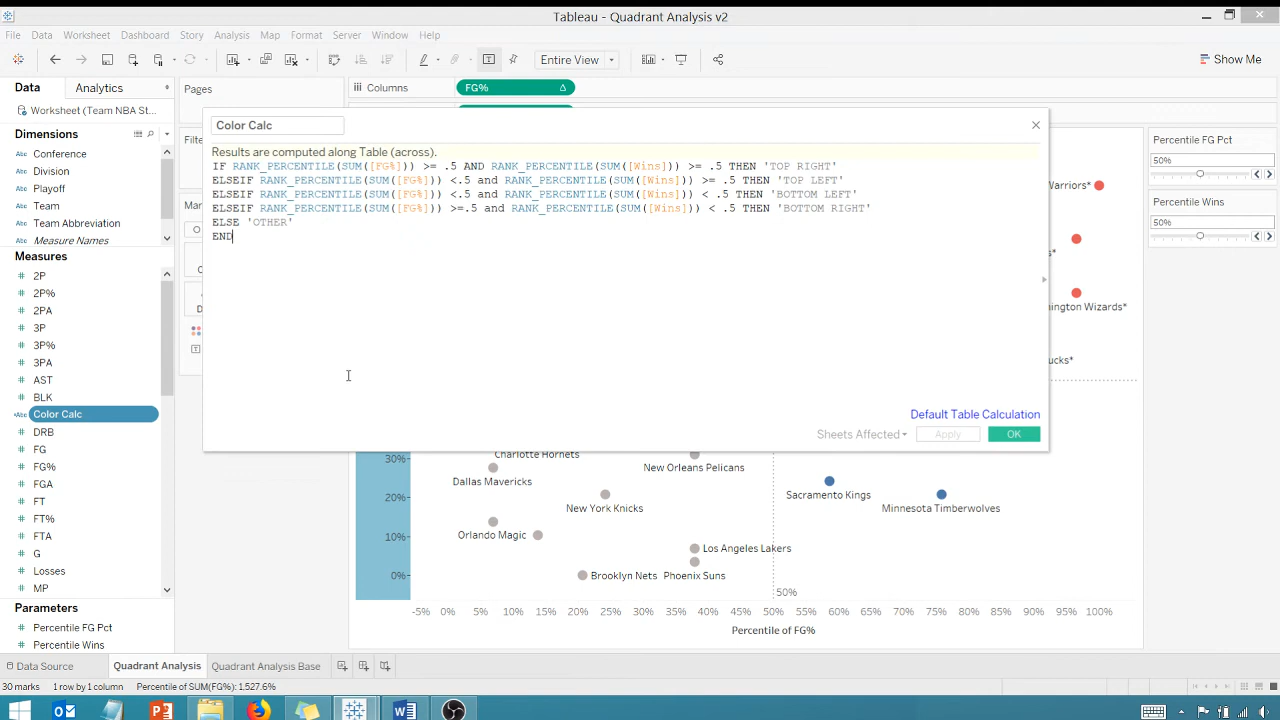 Tableau - Quadrant Analysis v2
File Data Worksheet Dashboard Story Analysis Map Format Server Window Help
Entire View
Show Me
Data Analytics
Pages
Columns FG%
Worksheet (Team NBA St...
Color Calc
Dimensions
Results are computed along Table (across).
Filte
Percentile FG Pct
Conference
IF RANK_PERCENTILE(SUM([FG%])) >= .5 AND RANK_PERCENTILE(SUM([Wins])) >= .5 THEN 'TOP RIGHT'
50%
Division
ELSEIF RANK_PERCENTILE(SUM([FG%])) <.5 and RANK_PERCENTILE(SUM([Wins])) >= .5 THEN 'TOP LEFT'
Warriors*
Playoff
ELSEIF RANK_PERCENTILE(SUM([FG%])) <.5 and RANK_PERCENTILE(SUM([Wins])) < .5 THEN 'BOTTOM LEFT'
Percentile Wins
Team
Mar
ELSEIF RANK_PERCENTILE(SUM([FG%])) >=.5 and RANK_PERCENTILE(SUM([Wins])) < .5 THEN 'BOTTOM RIGHT'
50%
Team Abbreviation
ELSE 'OTHER'
Measure Names
END
Measures
2P
2P%
2PA
ington Wizards*
3P
3P%
3PA
ucks*
AST
BLK
Color Calc
Default Table Calculation
DRB
Sheets Affected Apply OK
FG
30% Charlotte Hornets
FG%
New Orleans Pelicans
FGA
Dallas Mavericks
FT
20% Sacramento Kings
New York Knicks Minnesota Timberwolves
FT%
FTA
10% Orlando Magic
G
Los Angeles Lakers
Losses
0% Brooklyn Nets Phoenix Suns
MP
50%
Parameters
-5% 0% 5% 10% 15% 20% 25% 30% 35% 40% 45% 50% 55% 60% 65% 70% 75% 80% 85% 90% 95% 100%
Percentile FG Pct
Percentile of FG%
Percentile Wins
Data Source Quadrant Analysis Quadrant Analysis Base
30 marks 1 row by 1 column Percentile of SUM(FG%): 1,527.6%